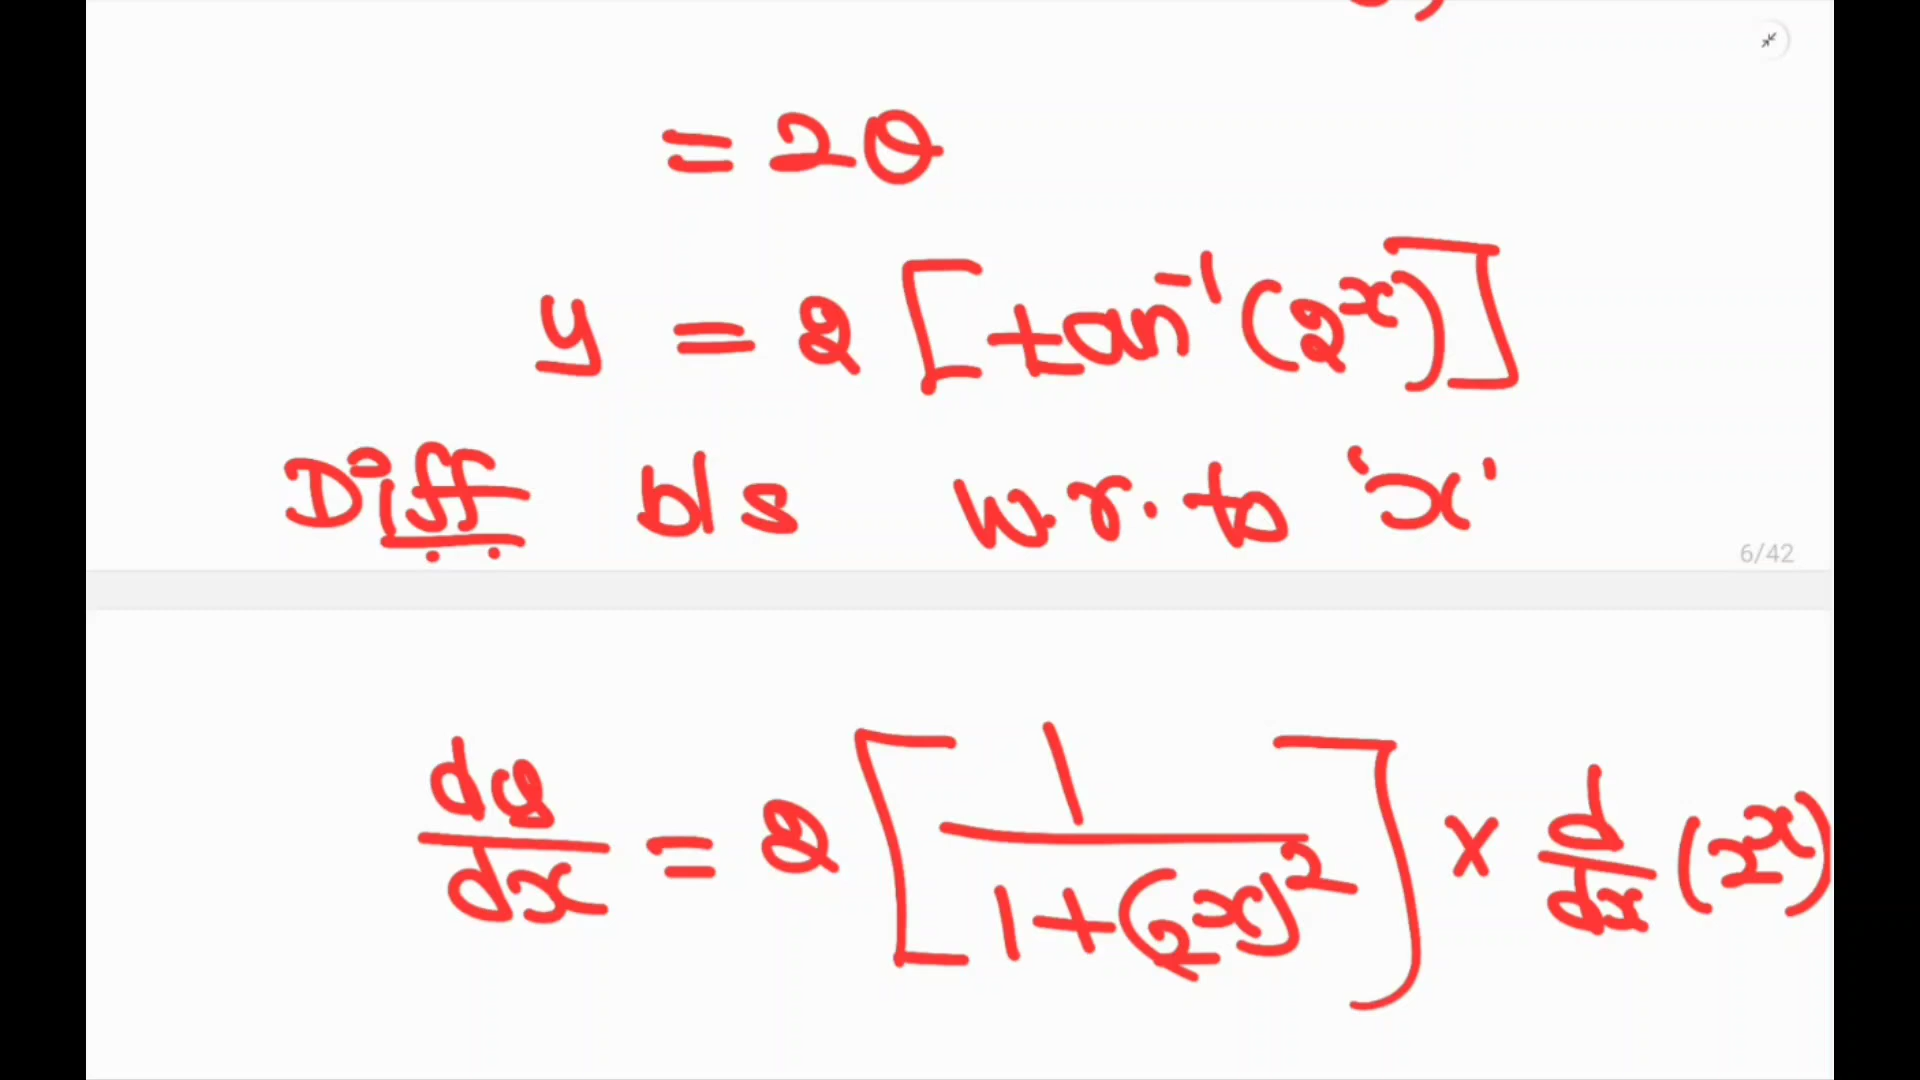 = 2θ
y = 2 [tan⁻¹(2ˣ)]
Diff b/s w.r.to 'x'
6/42
dy/dx = 2 [1/(1+(2ˣ)²)] × d/dx (2ˣ)